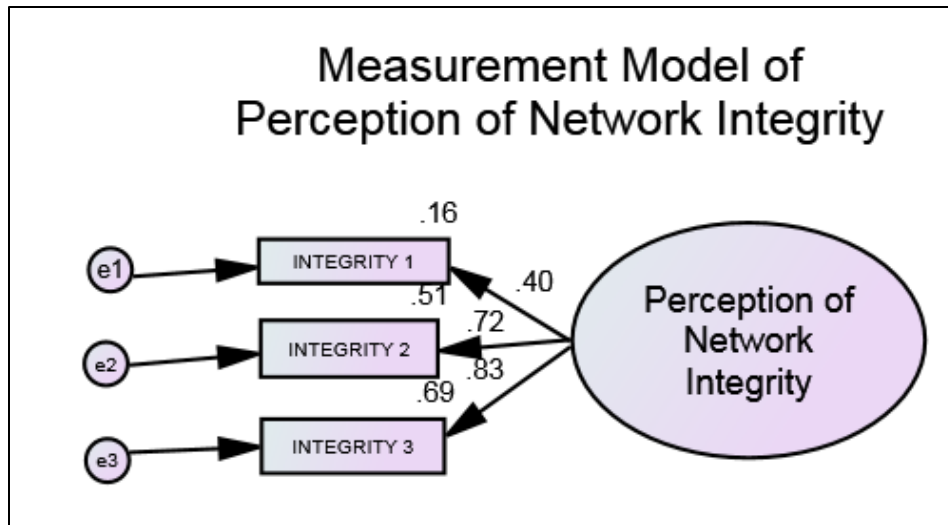 Measurement Model of
Perception of Network Integrity
.16
e1
INTEGRITY 1
.40
.51
e2
INTEGRITY 2
.72
.83
.69
e3
INTEGRITY 3
Perception of
Network
Integrity